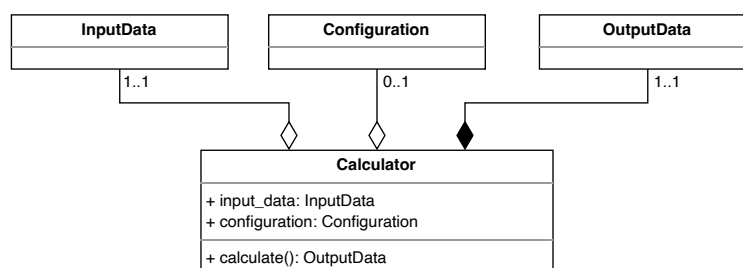 InputData
Configuration
OutputData
1..1
0..1
1..1
Calculator
+ input_data: InputData
+ configuration: Configuration
+ calculate(): OutputData